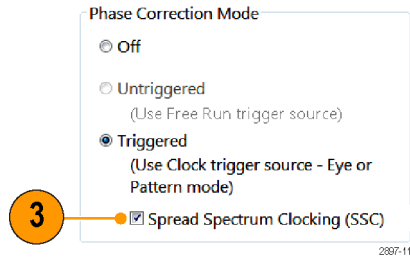 Phase Correction Mode
Off
Untriggered
(Use Free Run trigger source)
Triggered
(Use Clock trigger source - Eye or
Pattern mode)
3
Spread Spectrum Clocking (SSC)
2897-11